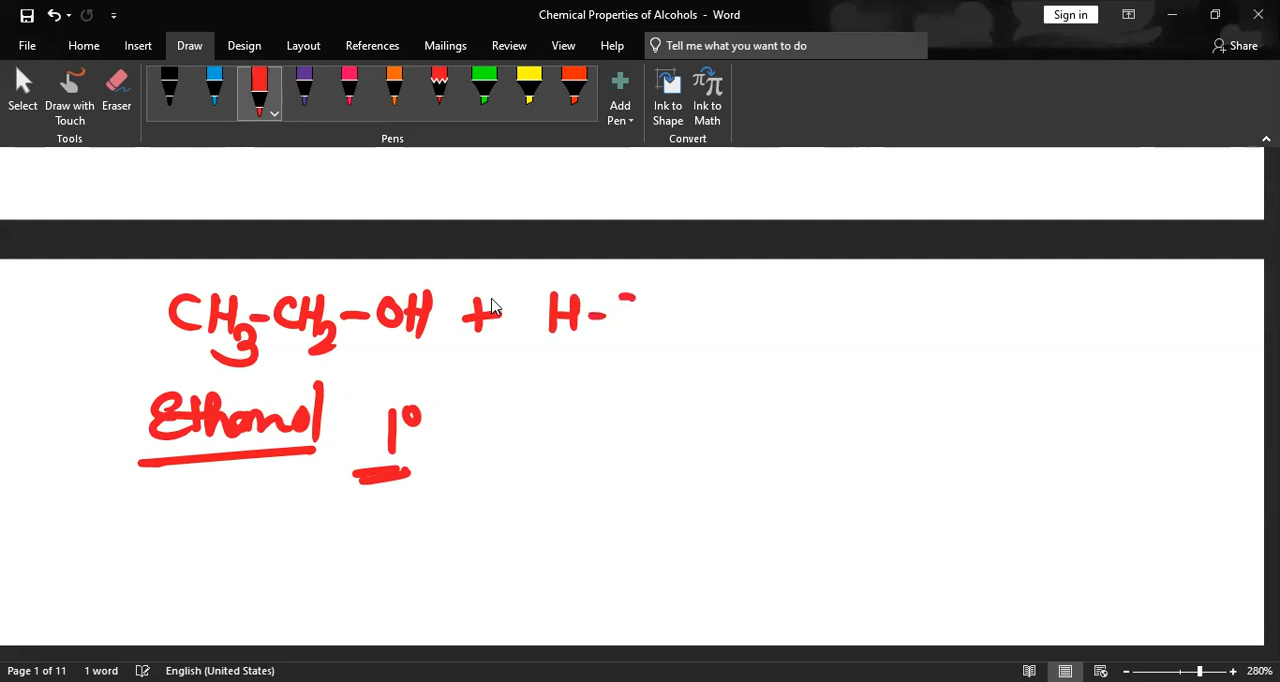 Chemical Properties of Alcohols - Word
Sign in
File Home Insert Draw Design Layout References Mailings Review View Help Tell me what you want to do Share
Select Draw with Touch Eraser Add Pen Ink to Shape Ink to Math
Tools Pens Convert
CH3-CH2-OH + H-
Ethanol 1°
Page 1 of 11 1 word English (United States) 280%